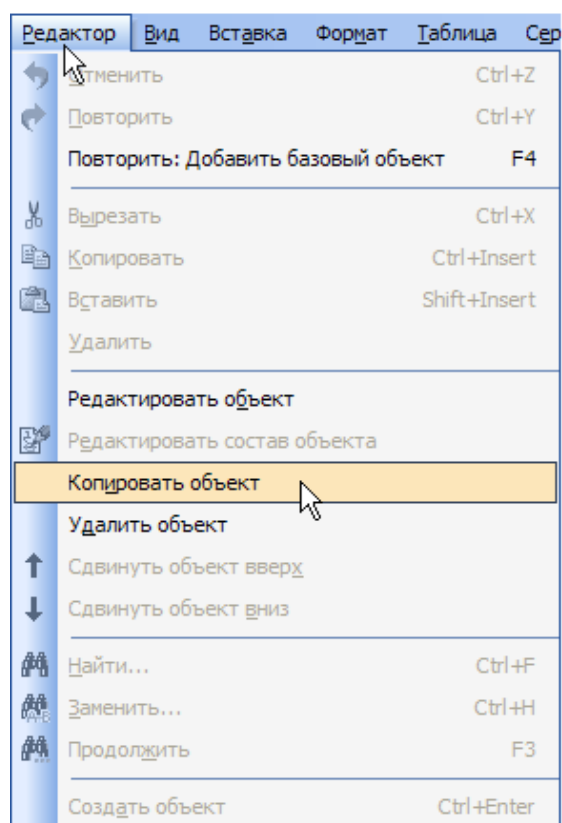 Редактор Вид Вставка Формат Таблица Сер
Отменить Ctrl+Z
Повторить Ctrl+Y
Повторить: Добавить базовый объект F4
Вырезать Ctrl+X
Копировать Ctrl+Insert
Вставить Shift+Insert
Удалить
Редактировать объект
Редактировать состав объекта
Копировать объект
Удалить объект
Сдвинуть объект вверх
Сдвинуть объект вниз
Найти... Ctrl+F
Заменить... Ctrl+H
Продолжить F3
Создать объект Ctrl+Enter